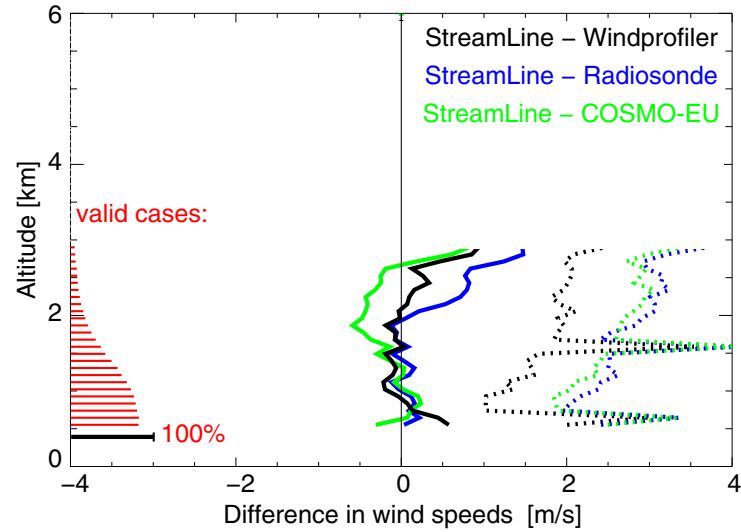 6
StreamLine – Windprofiler
StreamLine – Radiosonde
StreamLine – COSMO-EU
4
Altitude [km]
valid cases:
2
100%
0
−4 −2 0 2 4
Difference in wind speeds [m/s]